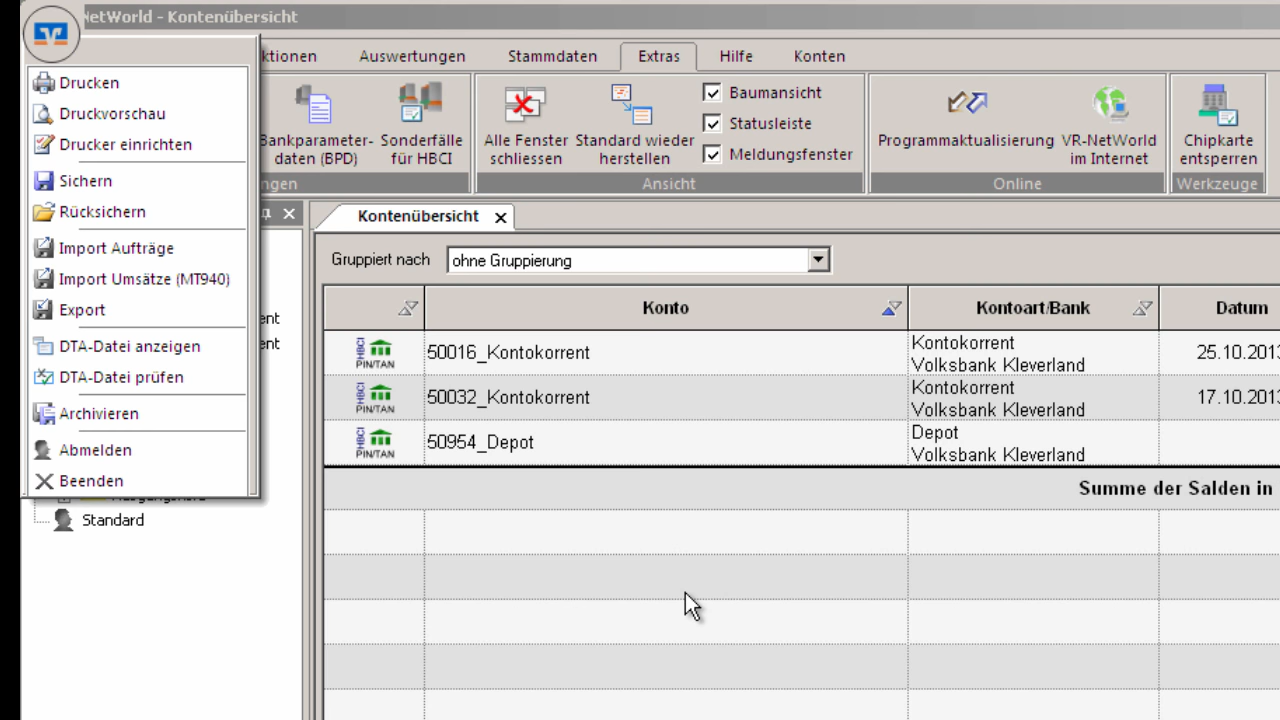 NetWorld - Kontenübersicht
ktionen Auswertungen Stammdaten Extras Hilfe Konten
Drucken
Druckvorschau
Drucker einrichten
Sichern
Rücksichern
Import Aufträge
Import Umsätze (MT940)
Export
DTA-Datei anzeigen
DTA-Datei prüfen
Archivieren
Abmelden
Beenden
Standard
Bankparameter-
daten (BPD)
Sonderfälle
für HBCI
ngen
Alle Fenster
schliessen
Standard wieder
herstellen
Baumansicht
Statusleiste
Meldungsfenster
Ansicht
Programmaktualisierung
VR-NetWorld
im Internet
Online
Chipkarte
entsperren
Werkzeuge
ent
ent
Kontenübersicht
Gruppiert nach ohne Gruppierung
Konto Kontoart/Bank Datum
HBCI PIN/TAN 50016_Kontokorrent Kontokorrent 25.10.2013
Volksbank Kleverland
HBCI PIN/TAN 50032_Kontokorrent Kontokorrent 17.10.2013
Volksbank Kleverland
HBCI PIN/TAN 50954_Depot Depot
Volksbank Kleverland
Summe der Salden in